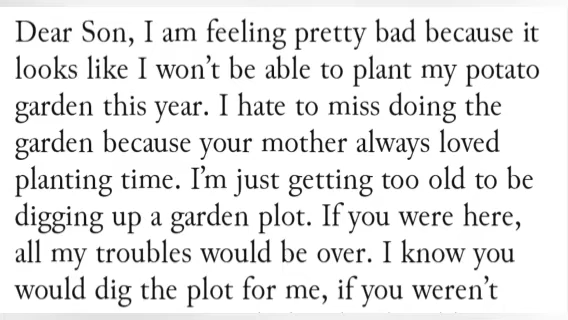 Dear Son, I am feeling pretty bad because it
looks like I won't be able to plant my potato
garden this year. I hate to miss doing the
garden because your mother always loved
planting time. I'm just getting too old to be
digging up a garden plot. If you were here,
all my troubles would be over. I know you
would dig the plot for me, if you weren't